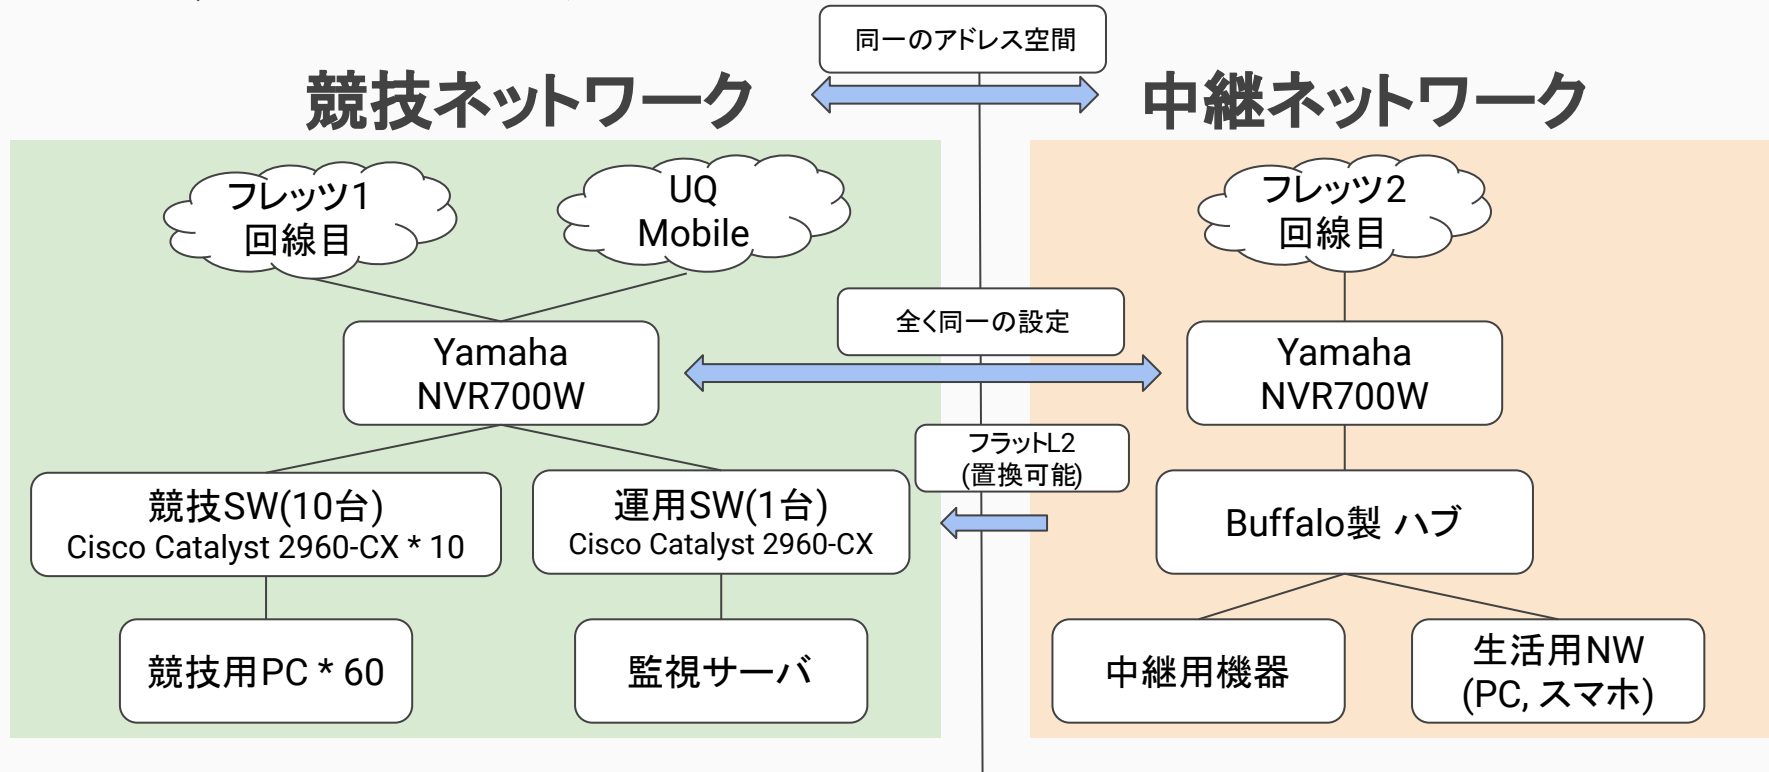 同一のアドレス空間
競技ネットワーク
中継ネットワーク
フレッツ1
回線目
UQ
Mobile
フレッツ2
回線目
全く同一の設定
Yamaha
NVR700W
Yamaha
NVR700W
フラットL2
(置換可能)
競技SW(10台)
Cisco Catalyst 2960-CX * 10
運用SW(1台)
Cisco Catalyst 2960-CX
Buffalo製 ハブ
競技用PC * 60
監視サーバ
中継用機器
生活用NW
(PC, スマホ)